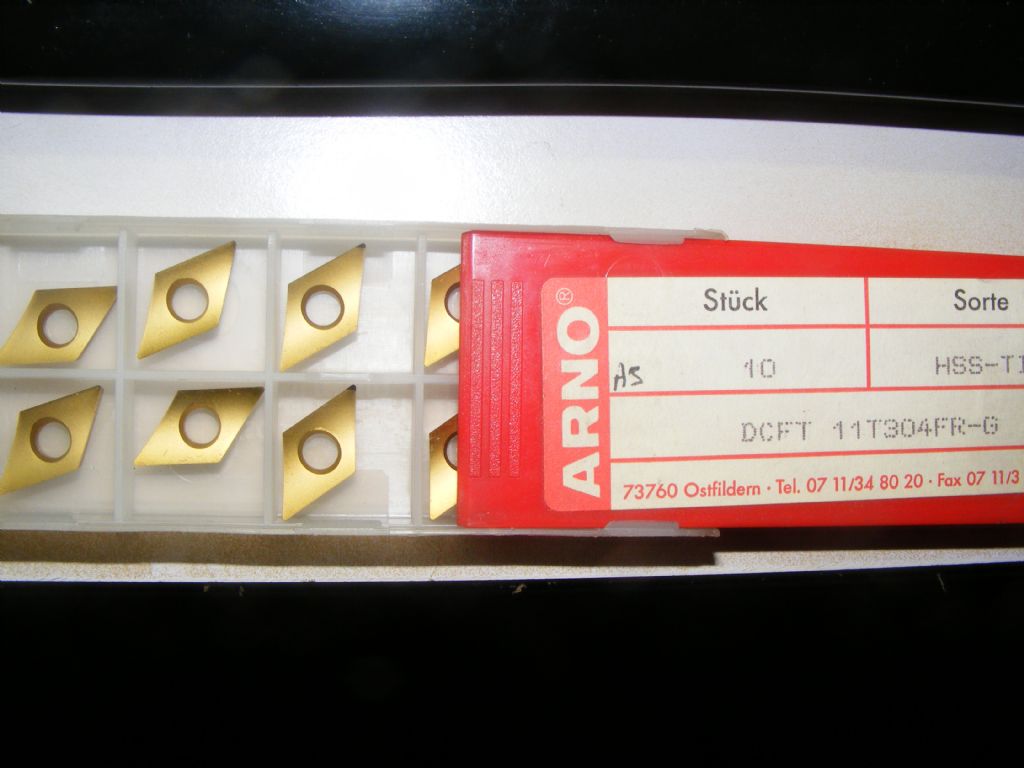 ARNO®
Stück Sorte
A5 10 HSS-TI
DCFT 11T304FR-G
73760 Ostfildern · Tel. 07 11/34 80 20 · Fax 07 11/3